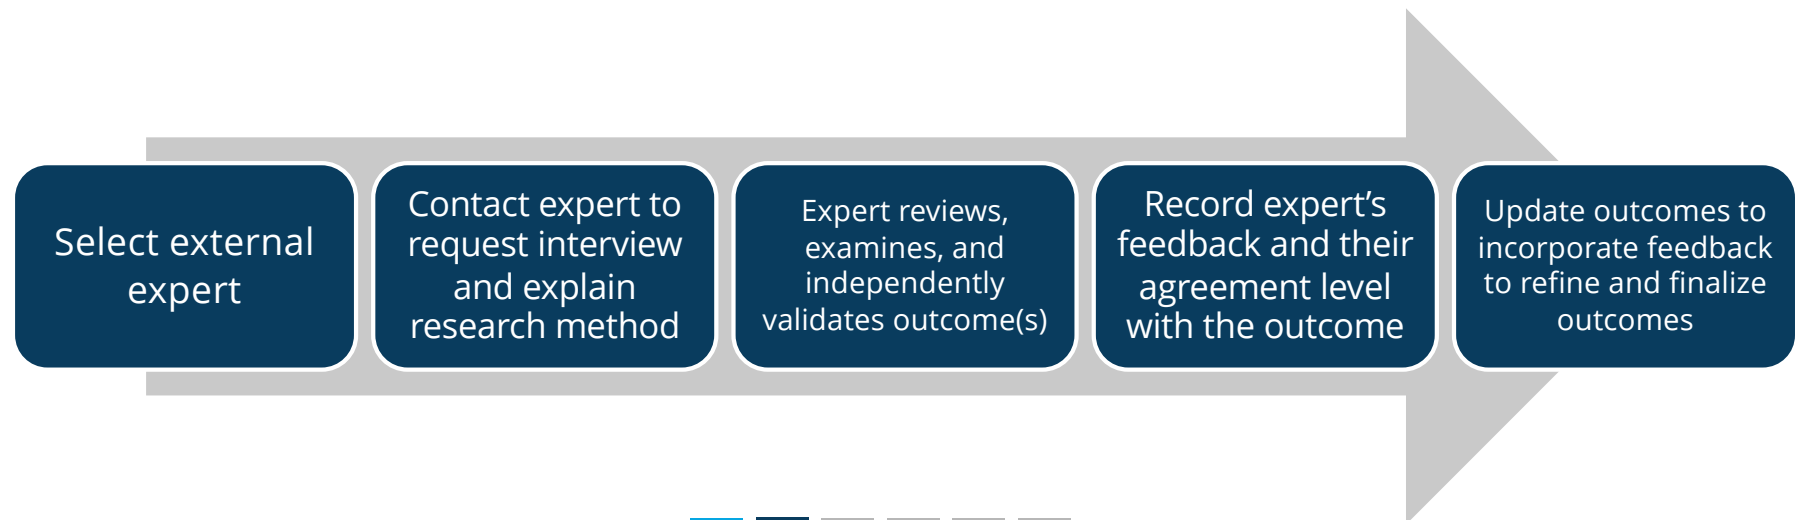 Select external
expert
Contact expert to
request interview
and explain
research method
Expert reviews,
examines, and
independently
validates outcome(s)
Record expert’s
feedback and their
agreement level
with the outcome
Update outcomes to
incorporate feedback
to refine and finalize
outcomes